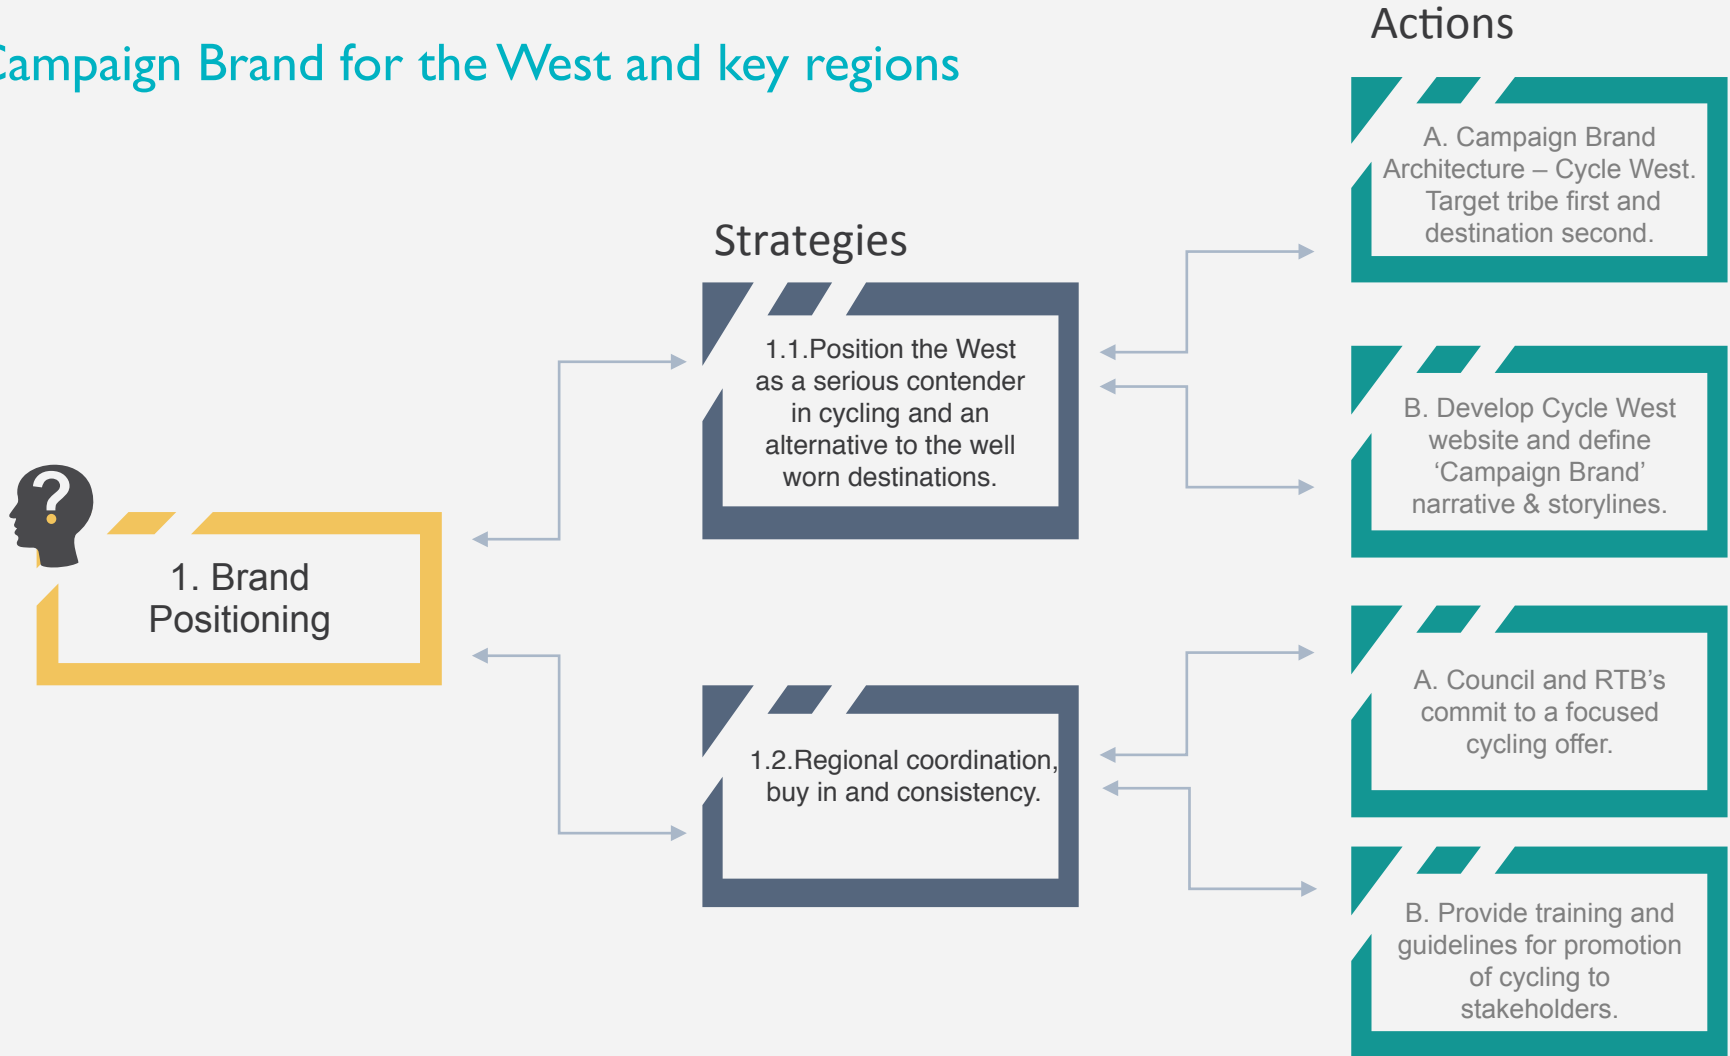 Campaign Brand for the West and key regions
Actions
Strategies
1. Brand
Positioning
1.1.Position the West
as a serious contender
in cycling and an
alternative to the well
worn destinations.
1.2.Regional coordination,
buy in and consistency.
A. Campaign Brand
Architecture – Cycle West.
Target tribe first and
destination second.
B. Develop Cycle West
website and define
‘Campaign Brand’
narrative & storylines.
A. Council and RTB’s
commit to a focused
cycling offer.
B. Provide training and
guidelines for promotion
of cycling to
stakeholders.
?